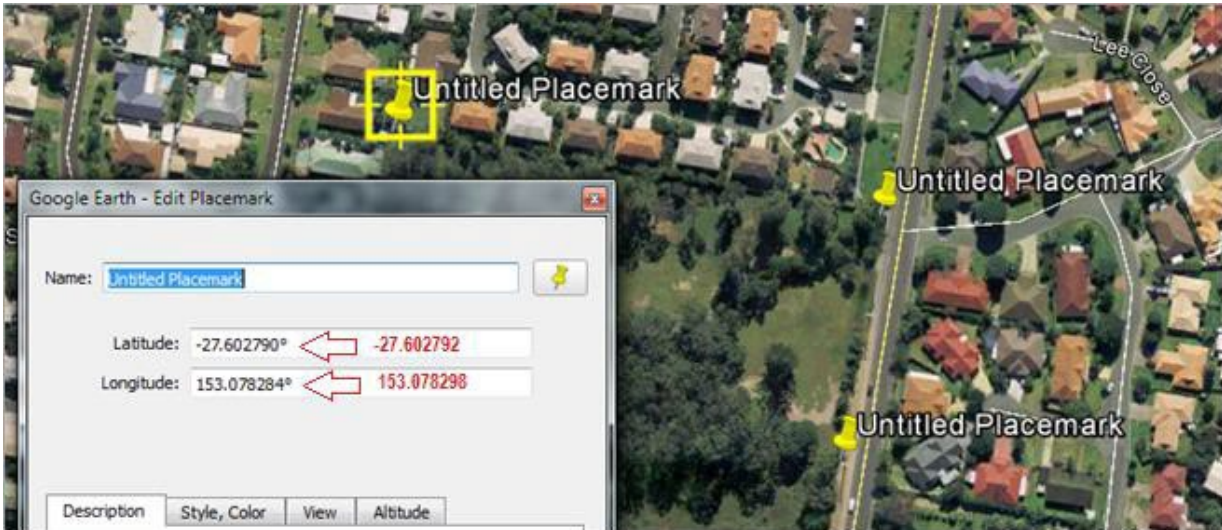 Untitled Placemark
Lee Close
Untitled Placemark
Google Earth - Edit Placemark
Name: Untitled Placemark
Latitude: -27.602790° -27.602792
Longitude: 153.078284° 153.078298
Untitled Placemark
Description Style, Color View Altitude